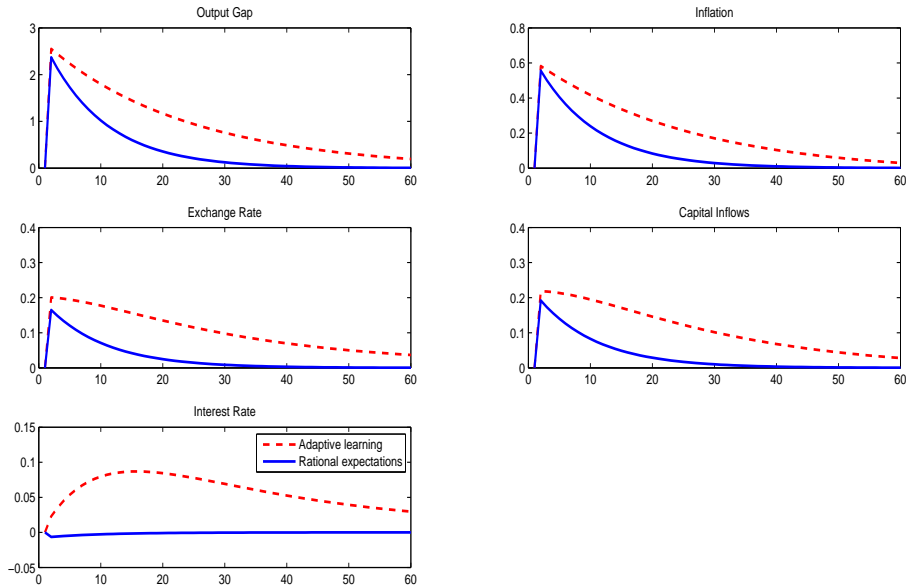 Output Gap
3
2
1
0
0 10 20 30 40 50 60
Inflation
0.8
0.6
0.4
0.2
0
0 10 20 30 40 50 60
Exchange Rate
0.4
0.3
0.2
0.1
0
0 10 20 30 40 50 60
Capital Inflows
0.4
0.3
0.2
0.1
0
0 10 20 30 40 50 60
Interest Rate
0.15
0.1
0.05
0
−0.05
0 10 20 30 40 50 60
Adaptive learning
Rational expectations